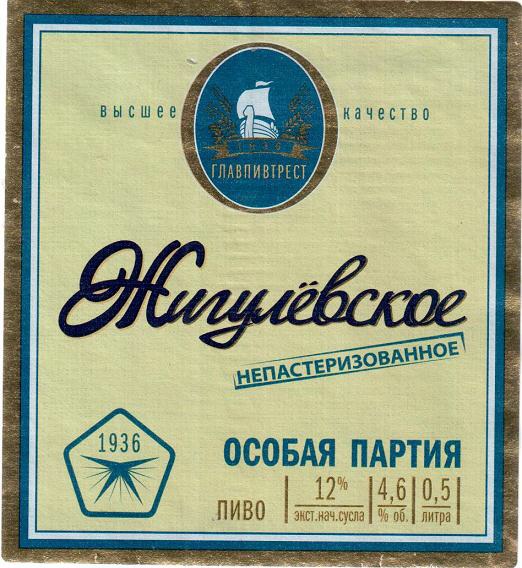 высшее качество
ГЛАВПИВТРЕСТ
Жигулёвское
НЕПАСТЕРИЗОВАННОЕ
1936
ОСОБАЯ ПАРТИЯ
ПИВО
12% 4,6 0,5
экст.нач.сусла % об. литра